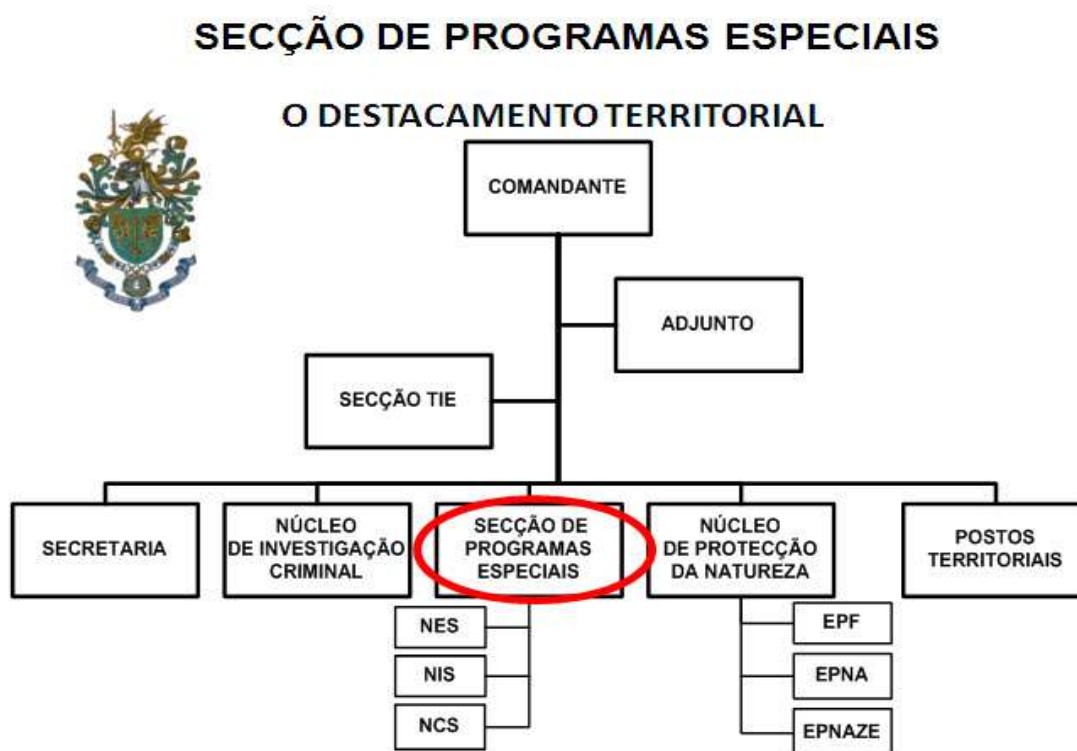 SECÇÃO DE PROGRAMAS ESPECIAIS
O DESTACAMENTO TERRITORIAL
COMANDANTE
ADJUNTO
SECÇÃO TIE
SECRETARIA
NÚCLEO
DE INVESTIGAÇÃO
CRIMINAL
SECÇÃO DE
PROGRAMAS
ESPECIAIS
NÚCLEO
DE PROTECÇÃO
DA NATUREZA
POSTOS
TERRITORIAIS
NES
NIS
NCS
EPF
EPNA
EPNAZE